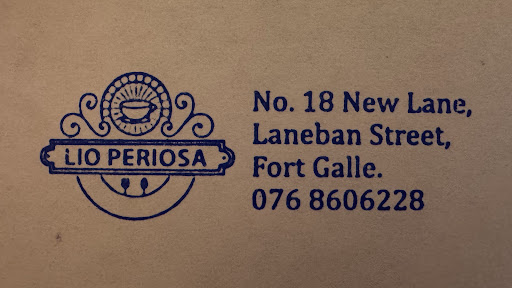 LIO PERIOSA
No. 18 New Lane,
Laneban Street,
Fort Galle.
076 8606228